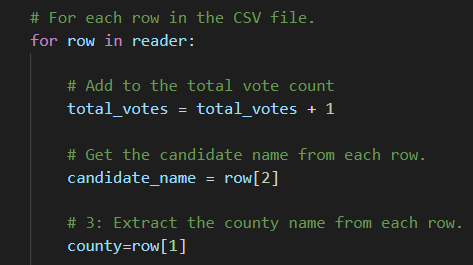 # For each row in the CSV file.
for row in reader:
# Add to the total vote count
total_votes = total_votes + 1
# Get the candidate name from each row.
candidate_name = row[2]
# 3: Extract the county name from each row.
county=row[1]